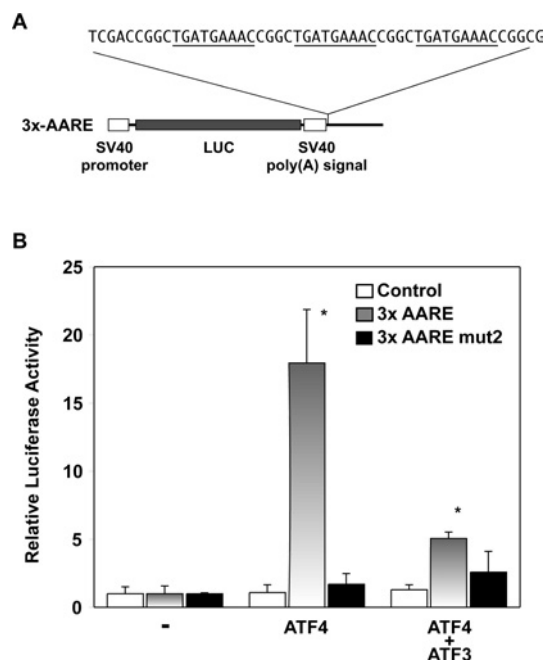 A
TCGACCGGCTGATGAAACCGGCTGATGAAACCGGCTGATGAAACCGGCG
3x-AARE
SV40 LUC SV40
promoter poly(A) signal
B
25
20
15
10
5
0
Relative Luciferase Activity
Control
3x AARE
3x AARE mut2
*
*
- ATF4 ATF4
+
ATF3